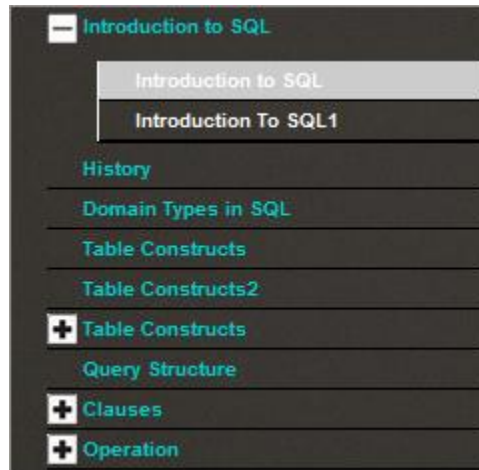 Introduction to SQL
Introduction to SQL
Introduction To SQL1
History
Domain Types in SQL
Table Constructs
Table Constructs2
Table Constructs
Query Structure
Clauses
Operation